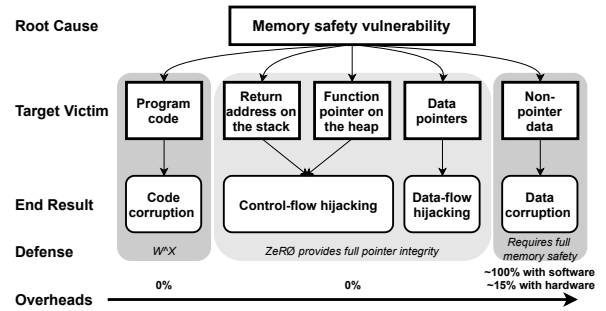 Root Cause
Memory safety vulnerability
Target Victim
Program
code
Return
address on
the stack
Function
pointer on
the heap
Data
pointers
Non-
pointer
data
End Result
Code
corruption
Control-flow hijacking
Data-flow
hijacking
Data
corruption
Defense
W^X
ZeRØ provides full pointer integrity
Requires full
memory safety
Overheads
0%
0%
~100% with software
~15% with hardware